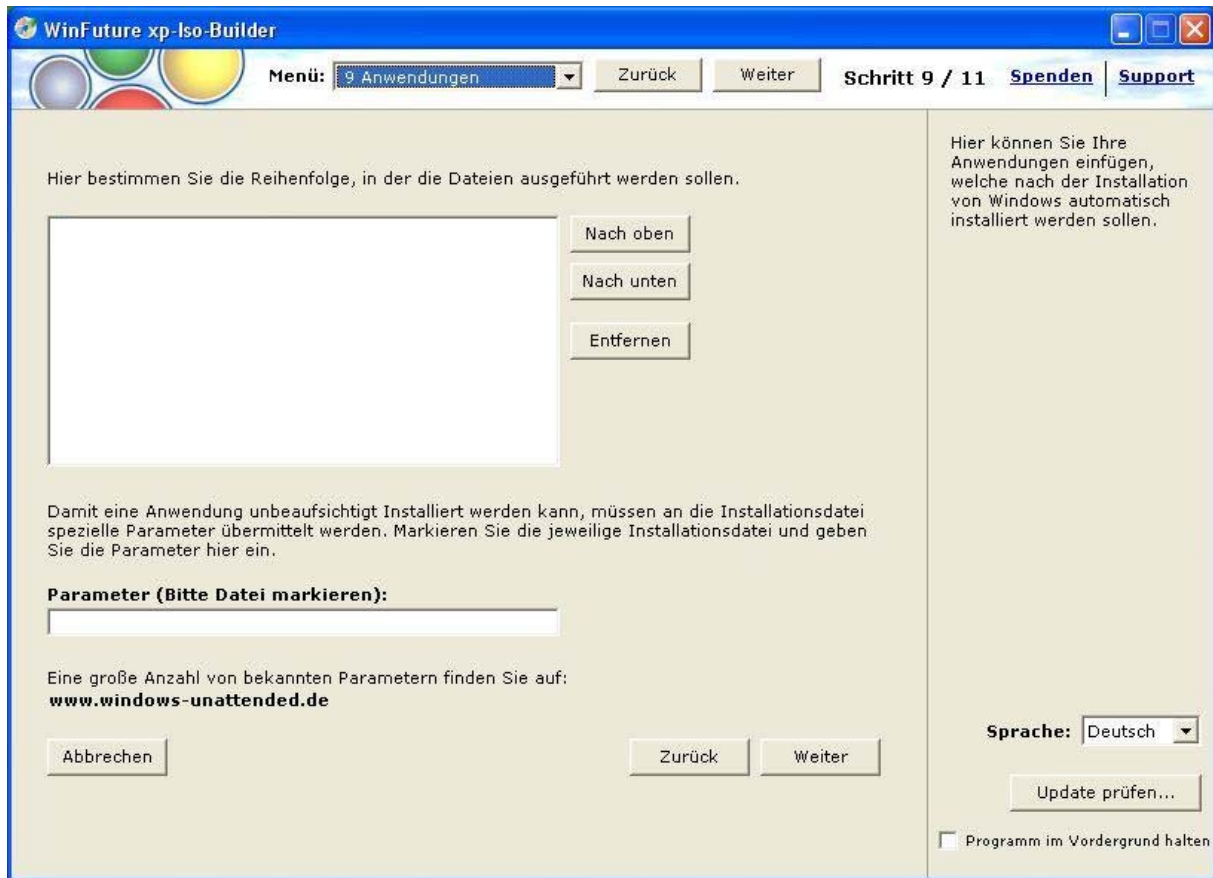 WinFuture xp-Iso-Builder
Menü: 9 Anwendungen Zurück Weiter Schritt 9 / 11 Spenden Support
Hier bestimmen Sie die Reihenfolge, in der die Dateien ausgeführt werden sollen.
Nach oben
Nach unten
Entfernen
Damit eine Anwendung unbeaufsichtigt Installiert werden kann, müssen an die Installationsdatei
spezielle Parameter übermittelt werden. Markieren Sie die jeweilige Installationsdatei und geben
Sie die Parameter hier ein.
Parameter (Bitte Datei markieren):
Eine große Anzahl von bekannten Parametern finden Sie auf:
www.windows-unattended.de
Abbrechen Zurück Weiter
Hier können Sie Ihre
Anwendungen einfügen,
welche nach der Installation
von Windows automatisch
installiert werden sollen.
Sprache: Deutsch
Update prüfen...
Programm im Vordergrund halten